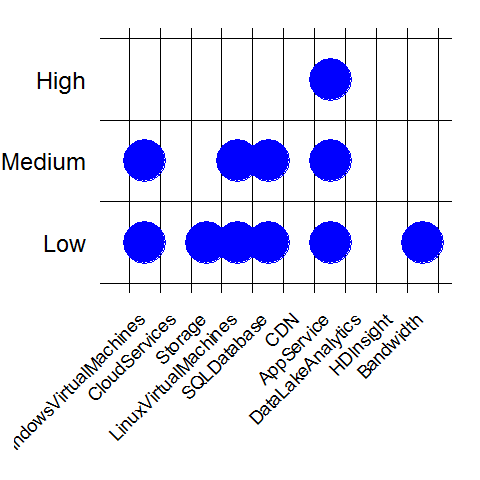 High
Medium
Low
ndowsVirtualMachines
CloudServices
Storage
LinuxVirtualMachines
SQLDatabase
CDN
AppService
DataLakeAnalytics
HDInsight
Bandwidth